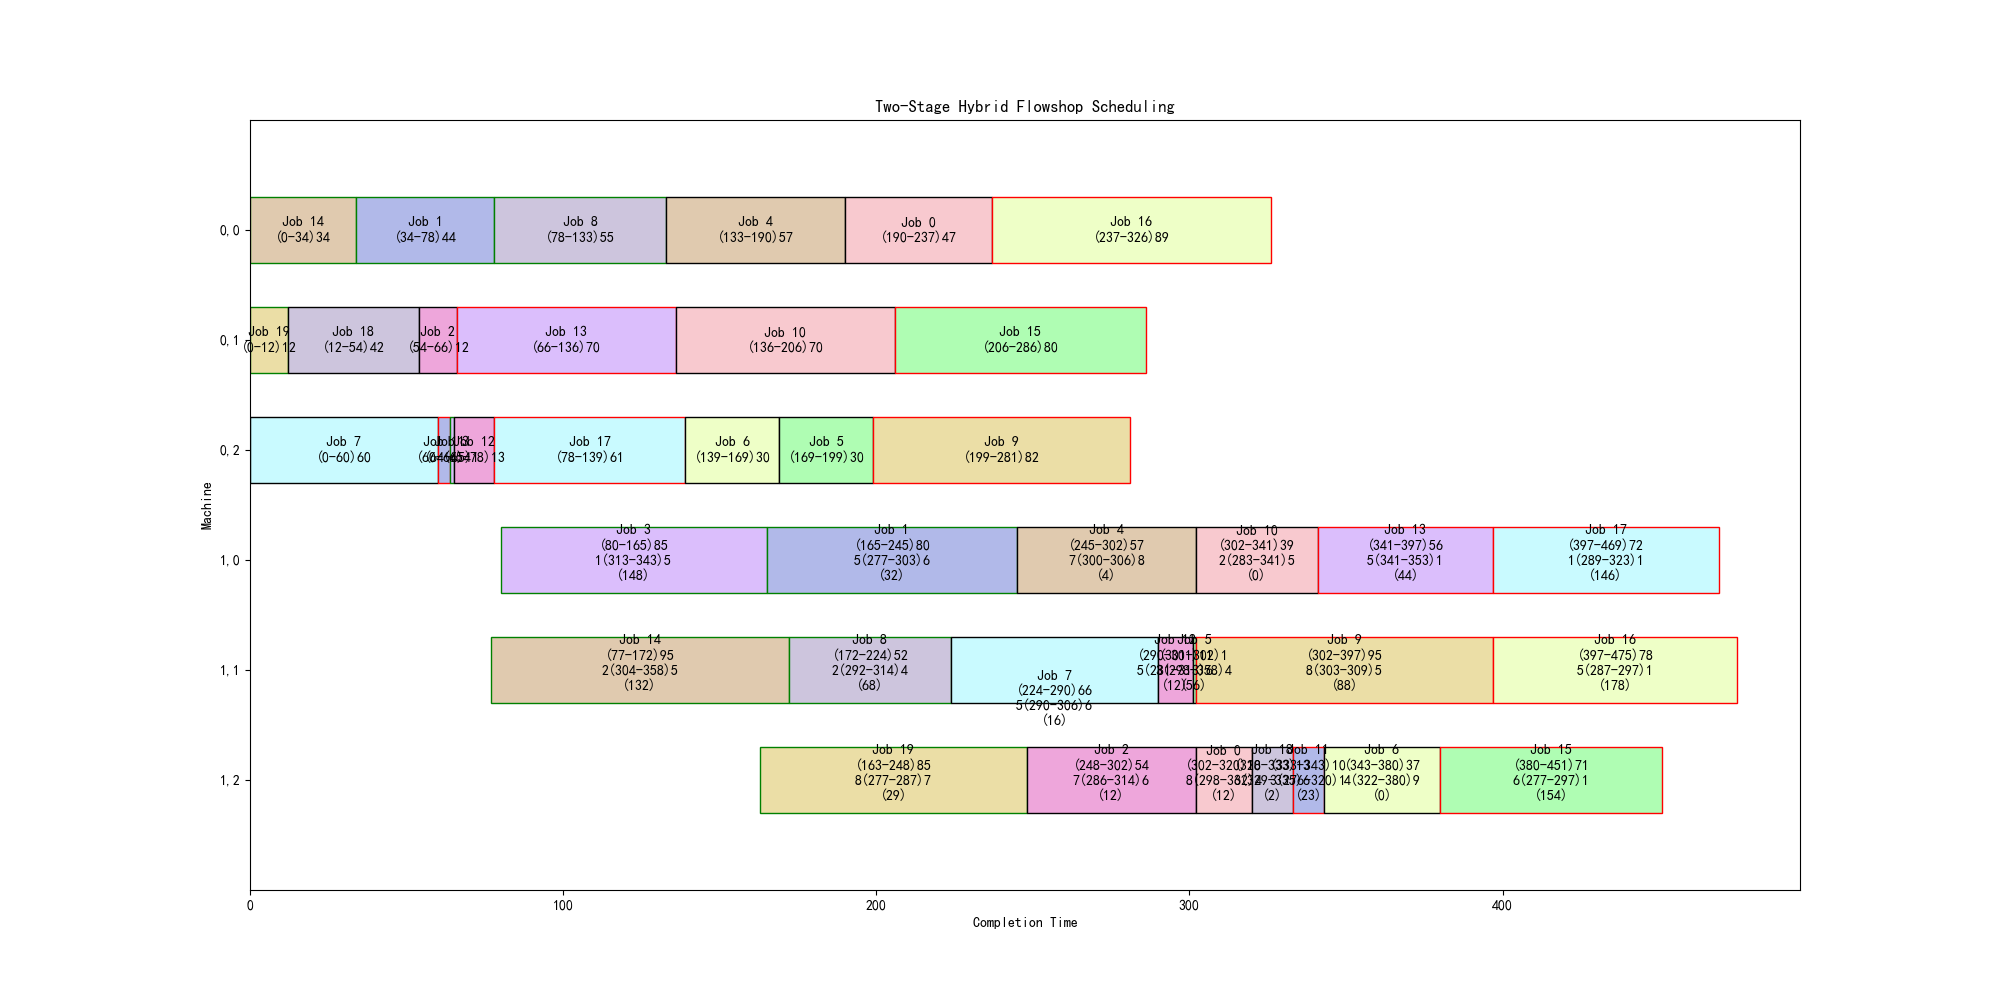 Two-Stage Hybrid Flowshop Scheduling
0,0
Job 14
(0-34)34
Job 1
(34-78)44
Job 8
(78-133)55
Job 4
(133-190)57
Job 0
(190-237)47
Job 16
(237-326)89
0,1
Job 19
(0-12)12
Job 18
(12-54)42
Job 2
(54-66)12
Job 13
(66-136)70
Job 10
(136-206)70
Job 15
(206-286)80
0,2
Job 7
(0-60)60
Job 12
Job 17
(78-139)61
Job 6
(139-169)30
Job 5
(169-199)30
Job 9
(199-281)82
Machine
1,0
Job 3
(80-165)85
1(313-343)5
(148)
Job 1
(165-245)80
5(277-303)6
(32)
Job 4
(245-302)57
7(300-306)8
(4)
Job 10
(302-341)39
2(283-341)5
(0)
Job 13
(341-397)56
5(341-353)1
(44)
Job 17
(397-469)72
1(289-323)1
(146)
1,1
Job 14
(77-172)95
2(304-358)5
(132)
Job 8
(172-224)52
2(292-314)4
(68)
Job 7
(224-290)66
5(290-306)6
(16)
Job 5
(12)
(56)
Job 9
(302-397)95
8(303-309)5
(88)
Job 16
(397-475)78
5(287-297)1
(178)
1,2
Job 19
(163-248)85
8(277-287)7
(29)
Job 2
(248-302)54
7(286-314)6
(12)
Job 0
(12)
Job 18
(2)
Job 11
(23)
Job 6
(343-380)37
(322-380)9
(0)
Job 15
(380-451)71
6(277-297)1
(154)
0
100
200
300
400
Completion Time